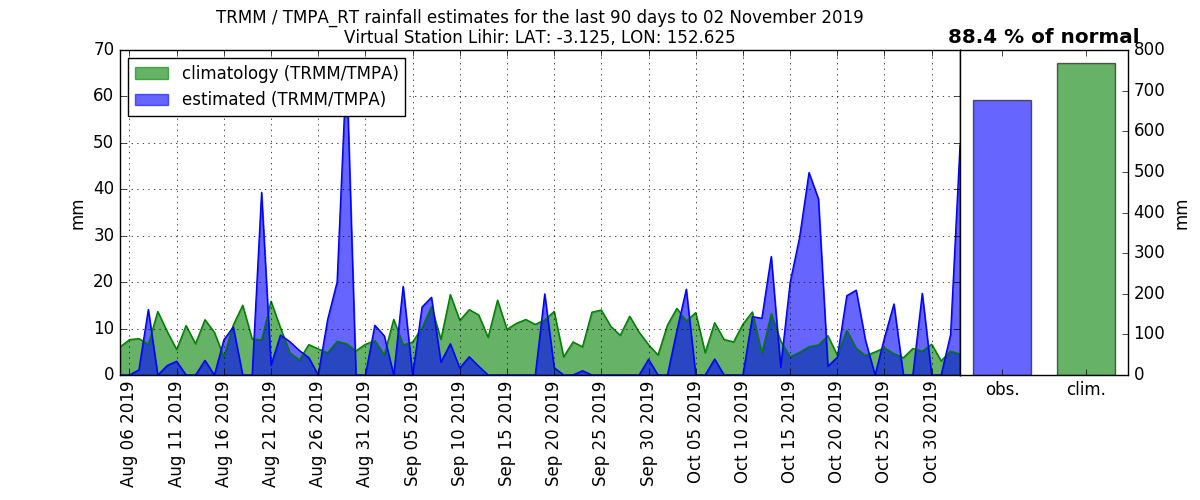 TRMM / TMPA_RT rainfall estimates for the last 90 days to 02 November 2019
Virtual Station Lihir: LAT: -3.125, LON: 152.625
88.4 % of normal
climatology (TRMM/TMPA)
estimated (TRMM/TMPA)
70
60
50
40
30
20
10
0
mm
800
700
600
500
400
300
200
100
0
mm
Aug 06 2019
Aug 11 2019
Aug 16 2019
Aug 21 2019
Aug 26 2019
Aug 31 2019
Sep 05 2019
Sep 10 2019
Sep 15 2019
Sep 20 2019
Sep 25 2019
Sep 30 2019
Oct 05 2019
Oct 10 2019
Oct 15 2019
Oct 20 2019
Oct 25 2019
Oct 30 2019
obs.
clim.